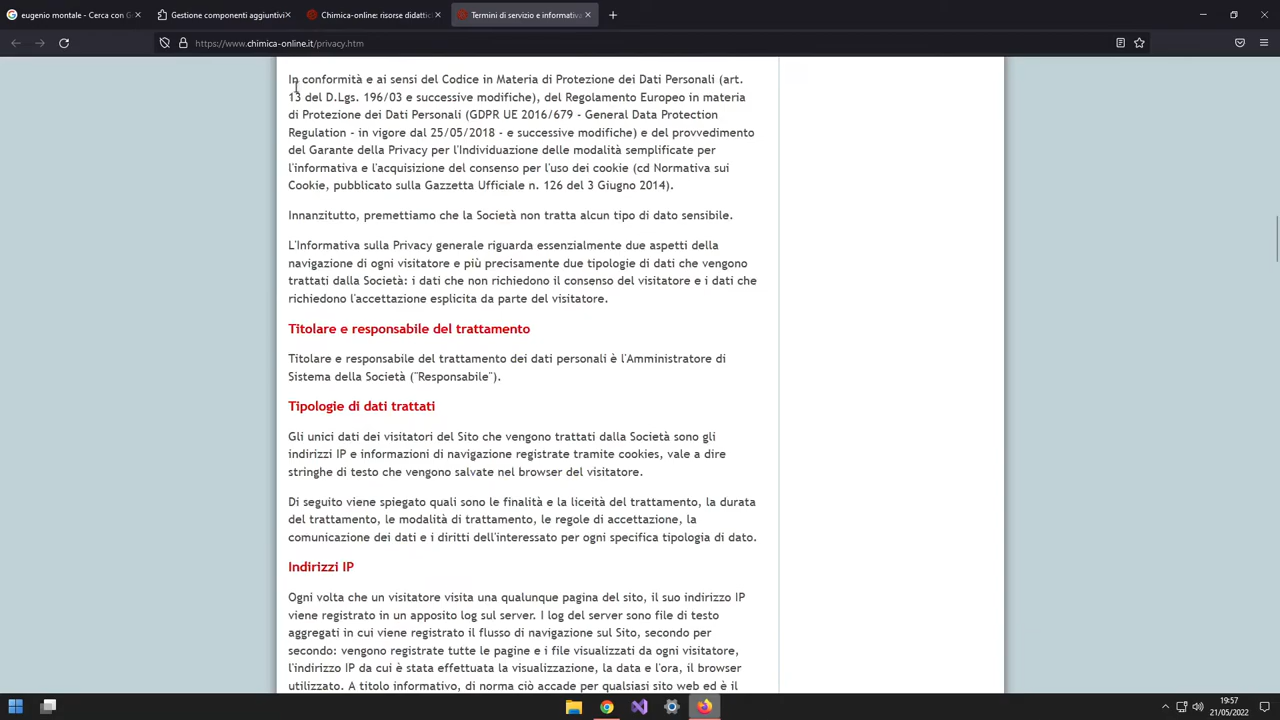 eugenio montale - Cerca con G
Gestione componenti aggiuntivi
Chimica-online: risorse didattic
Termini di servizio e informativa
https://www.chimica-online.it/privacy.htm
In conformità e ai sensi del Codice in Materia di Protezione dei Dati Personali (art.
13 del D.Lgs. 196/03 e successive modifiche), del Regolamento Europeo in materia
di Protezione dei Dati Personali (GDPR UE 2016/679 - General Data Protection
Regulation - in vigore dal 25/05/2018 - e successive modifiche) e del provvedimento
del Garante della Privacy per l'Individuazione delle modalità semplificate per
l'informativa e l'acquisizione del consenso per l'uso dei cookie (cd Normativa sui
Cookie, pubblicato sulla Gazzetta Ufficiale n. 126 del 3 Giugno 2014).
Innanzitutto, premettiamo che la Società non tratta alcun tipo di dato sensibile.
L'Informativa sulla Privacy generale riguarda essenzialmente due aspetti della
navigazione di ogni visitatore e più precisamente due tipologie di dati che vengono
trattati dalla Società: i dati che non richiedono il consenso del visitatore e i dati che
richiedono l'accettazione esplicita da parte del visitatore.
Titolare e responsabile del trattamento
Titolare e responsabile del trattamento dei dati personali è l'Amministratore di
Sistema della Società ("Responsabile").
Tipologie di dati trattati
Gli unici dati dei visitatori del Sito che vengono trattati dalla Società sono gli
indirizzi IP e informazioni di navigazione registrate tramite cookies, vale a dire
stringhe di testo che vengono salvate nel browser del visitatore.
Di seguito viene spiegato quali sono le finalità e la liceità del trattamento, la durata
del trattamento, le modalità di trattamento, le regole di accettazione, la
comunicazione dei dati e i diritti dell'interessato per ogni specifica tipologia di dato.
Indirizzi IP
Ogni volta che un visitatore visita una qualunque pagina del sito, il suo indirizzo IP
viene registrato in un apposito log sul server. I log del server sono file di testo
aggregati in cui viene registrato il flusso di navigazione sul Sito, secondo per
secondo: vengono registrate tutte le pagine e i file visualizzati da ogni visitatore,
l'indirizzo IP da cui è stata effettuata la visualizzazione, la data e l'ora, il browser
utilizzato. A titolo informativo, di norma ciò accade per qualsiasi sito web ed è il
19:57
21/05/2022